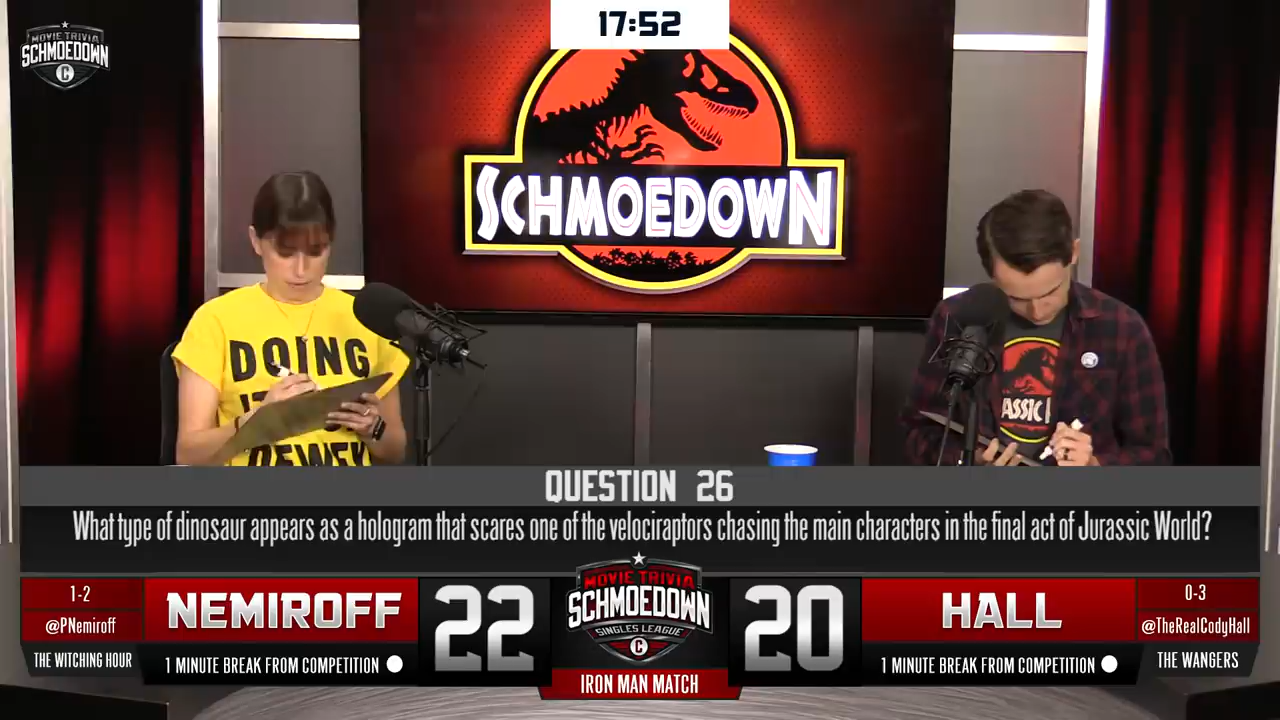 17:52
MOVIE TRIVIA
SCHMOEDOWN
C
SCHMOEDOWN
DOING
ASSIC
QUESTION 26
What type of dinosaur appears as a hologram that scares one of the velociraptors chasing the main characters in the final act of Jurassic World?
1-2
@PNemiroff
THE WITCHING HOUR
NEMIROFF
1 MINUTE BREAK FROM COMPETITION
22
MOVIE TRIVIA
SCHMOEDOWN
SINGLES LEAGUE
C
IRON MAN MATCH
20
HALL
1 MINUTE BREAK FROM COMPETITION
0-3
@TheRealCodyHall
THE WANGERS